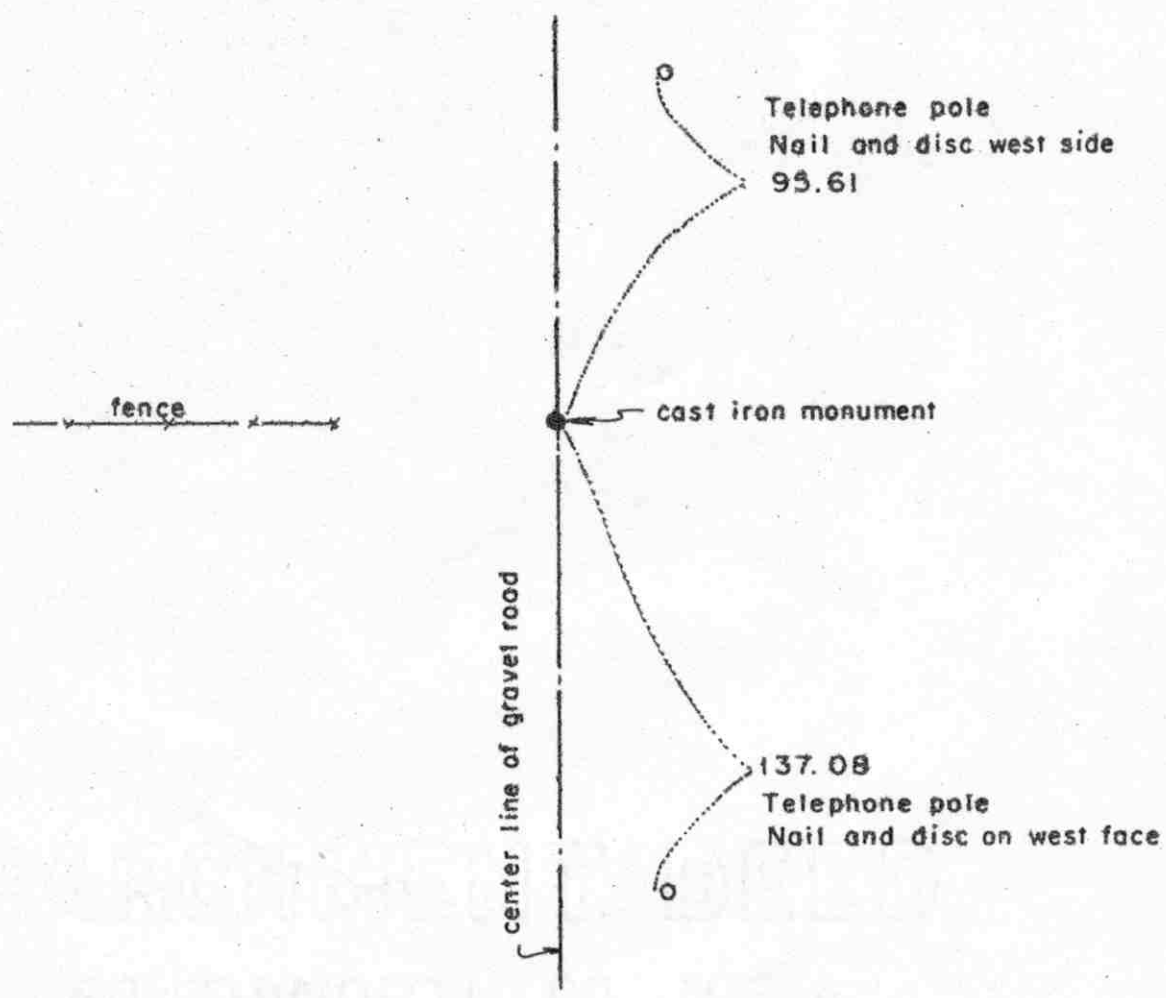 Telephone pole
Nail and disc west side
95.61
fence
cast iron monument
center line of gravel road
137.08
Telephone pole
Nail and disc on west face